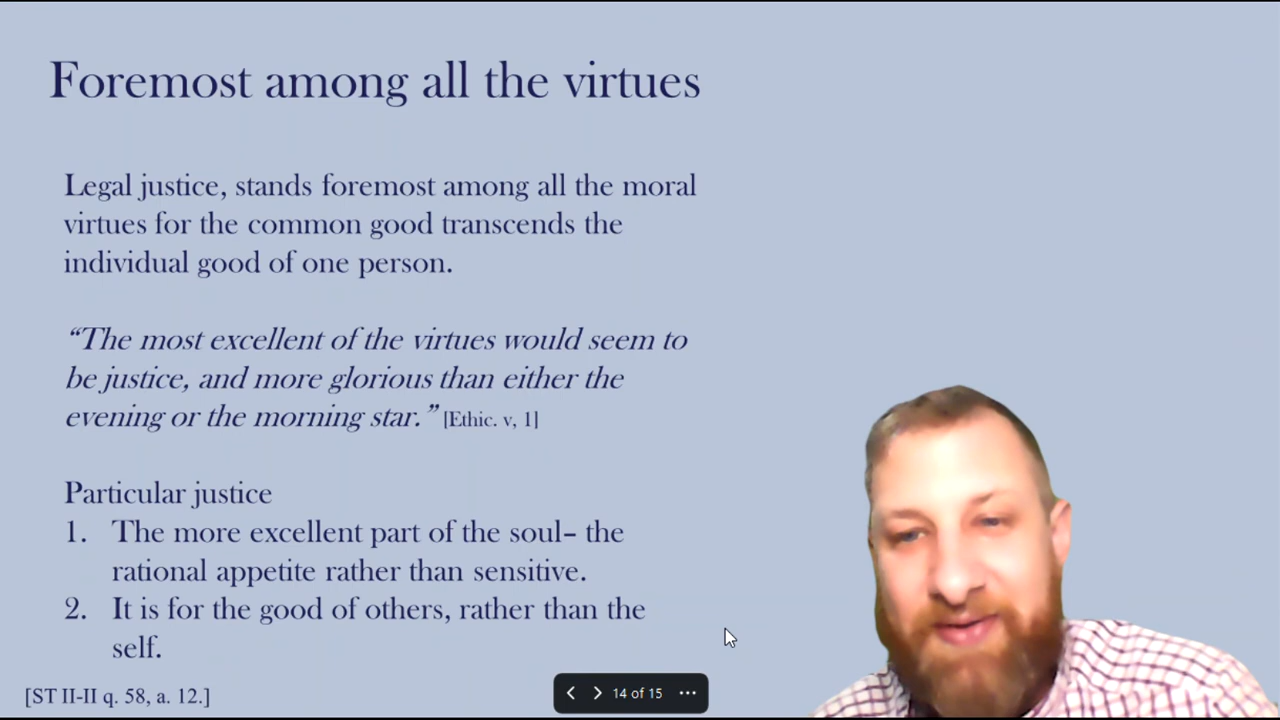 Foremost among all the virtues
Legal justice, stands foremost among all the moral
virtues for the common good transcends the
individual good of one person.
“The most excellent of the virtues would seem to
be justice, and more glorious than either the
evening or the morning star.” [Ethic. v, 1]
Particular justice
1. The more excellent part of the soul– the
rational appetite rather than sensitive.
2. It is for the good of others, rather than the
self.
[ST II-II q. 58, a. 12.]
14 of 15